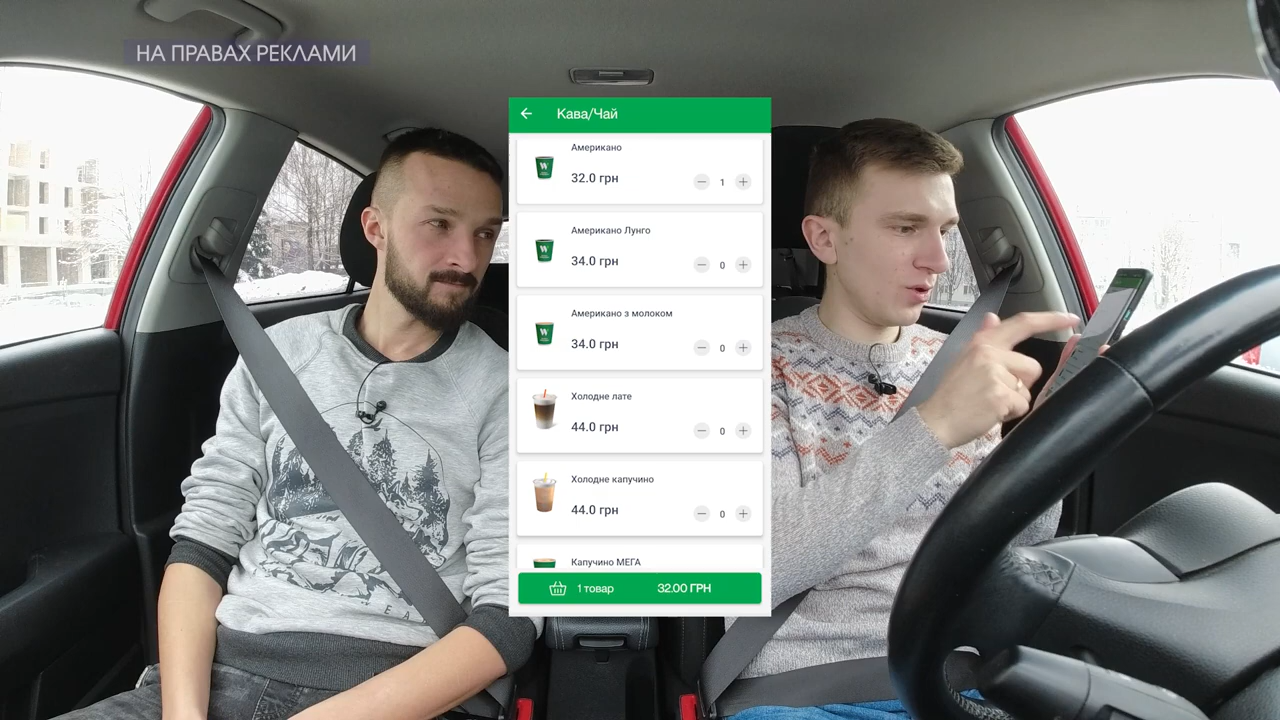 НА ПРАВАХ РЕКЛАМИ
Кава/Чай
Американо
32.0 грн
1
Американо Лунго
34.0 грн
0
Американо з молоком
34.0 грн
0
Холодне лате
44.0 грн
0
Холодне капучино
44.0 грн
0
Капучино МЕГА
1 товар 32.00 ГРН